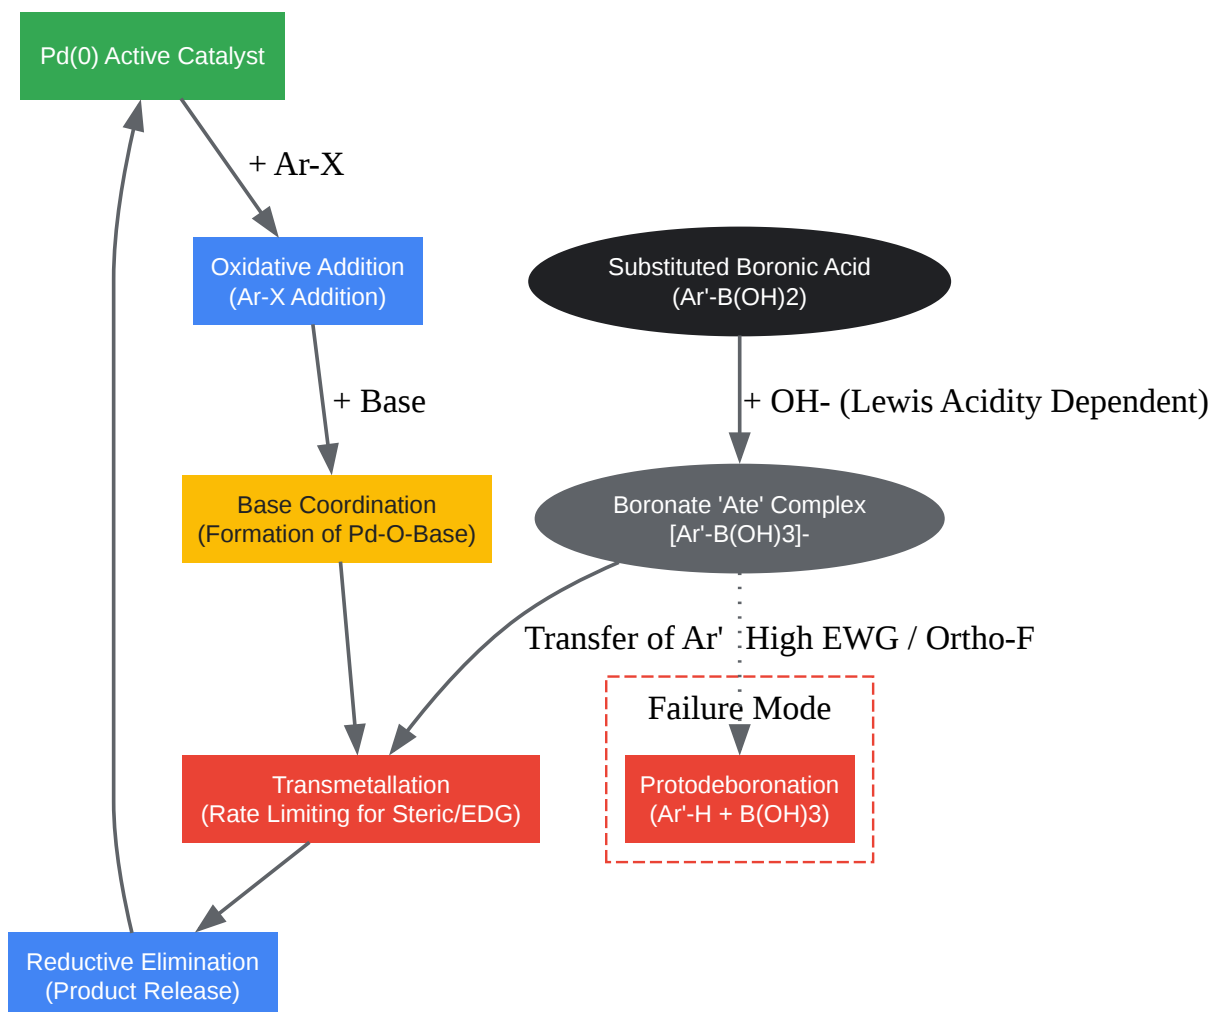 Pd(0) Active Catalyst
+ Ar-X
Oxidative Addition
(Ar-X Addition)
Substituted Boronic Acid
(Ar'-B(OH)2)
+ Base
+ OH- (Lewis Acidity Dependent)
Base Coordination
(Formation of Pd-O-Base)
Boronate 'Ate' Complex
[Ar'-B(OH)3]-
Transfer of Ar'
High EWG / Ortho-F
Failure Mode
Transmetallation
(Rate Limiting for Steric/EDG)
Protodeboronation
(Ar'-H + B(OH)3)
Reductive Elimination
(Product Release)